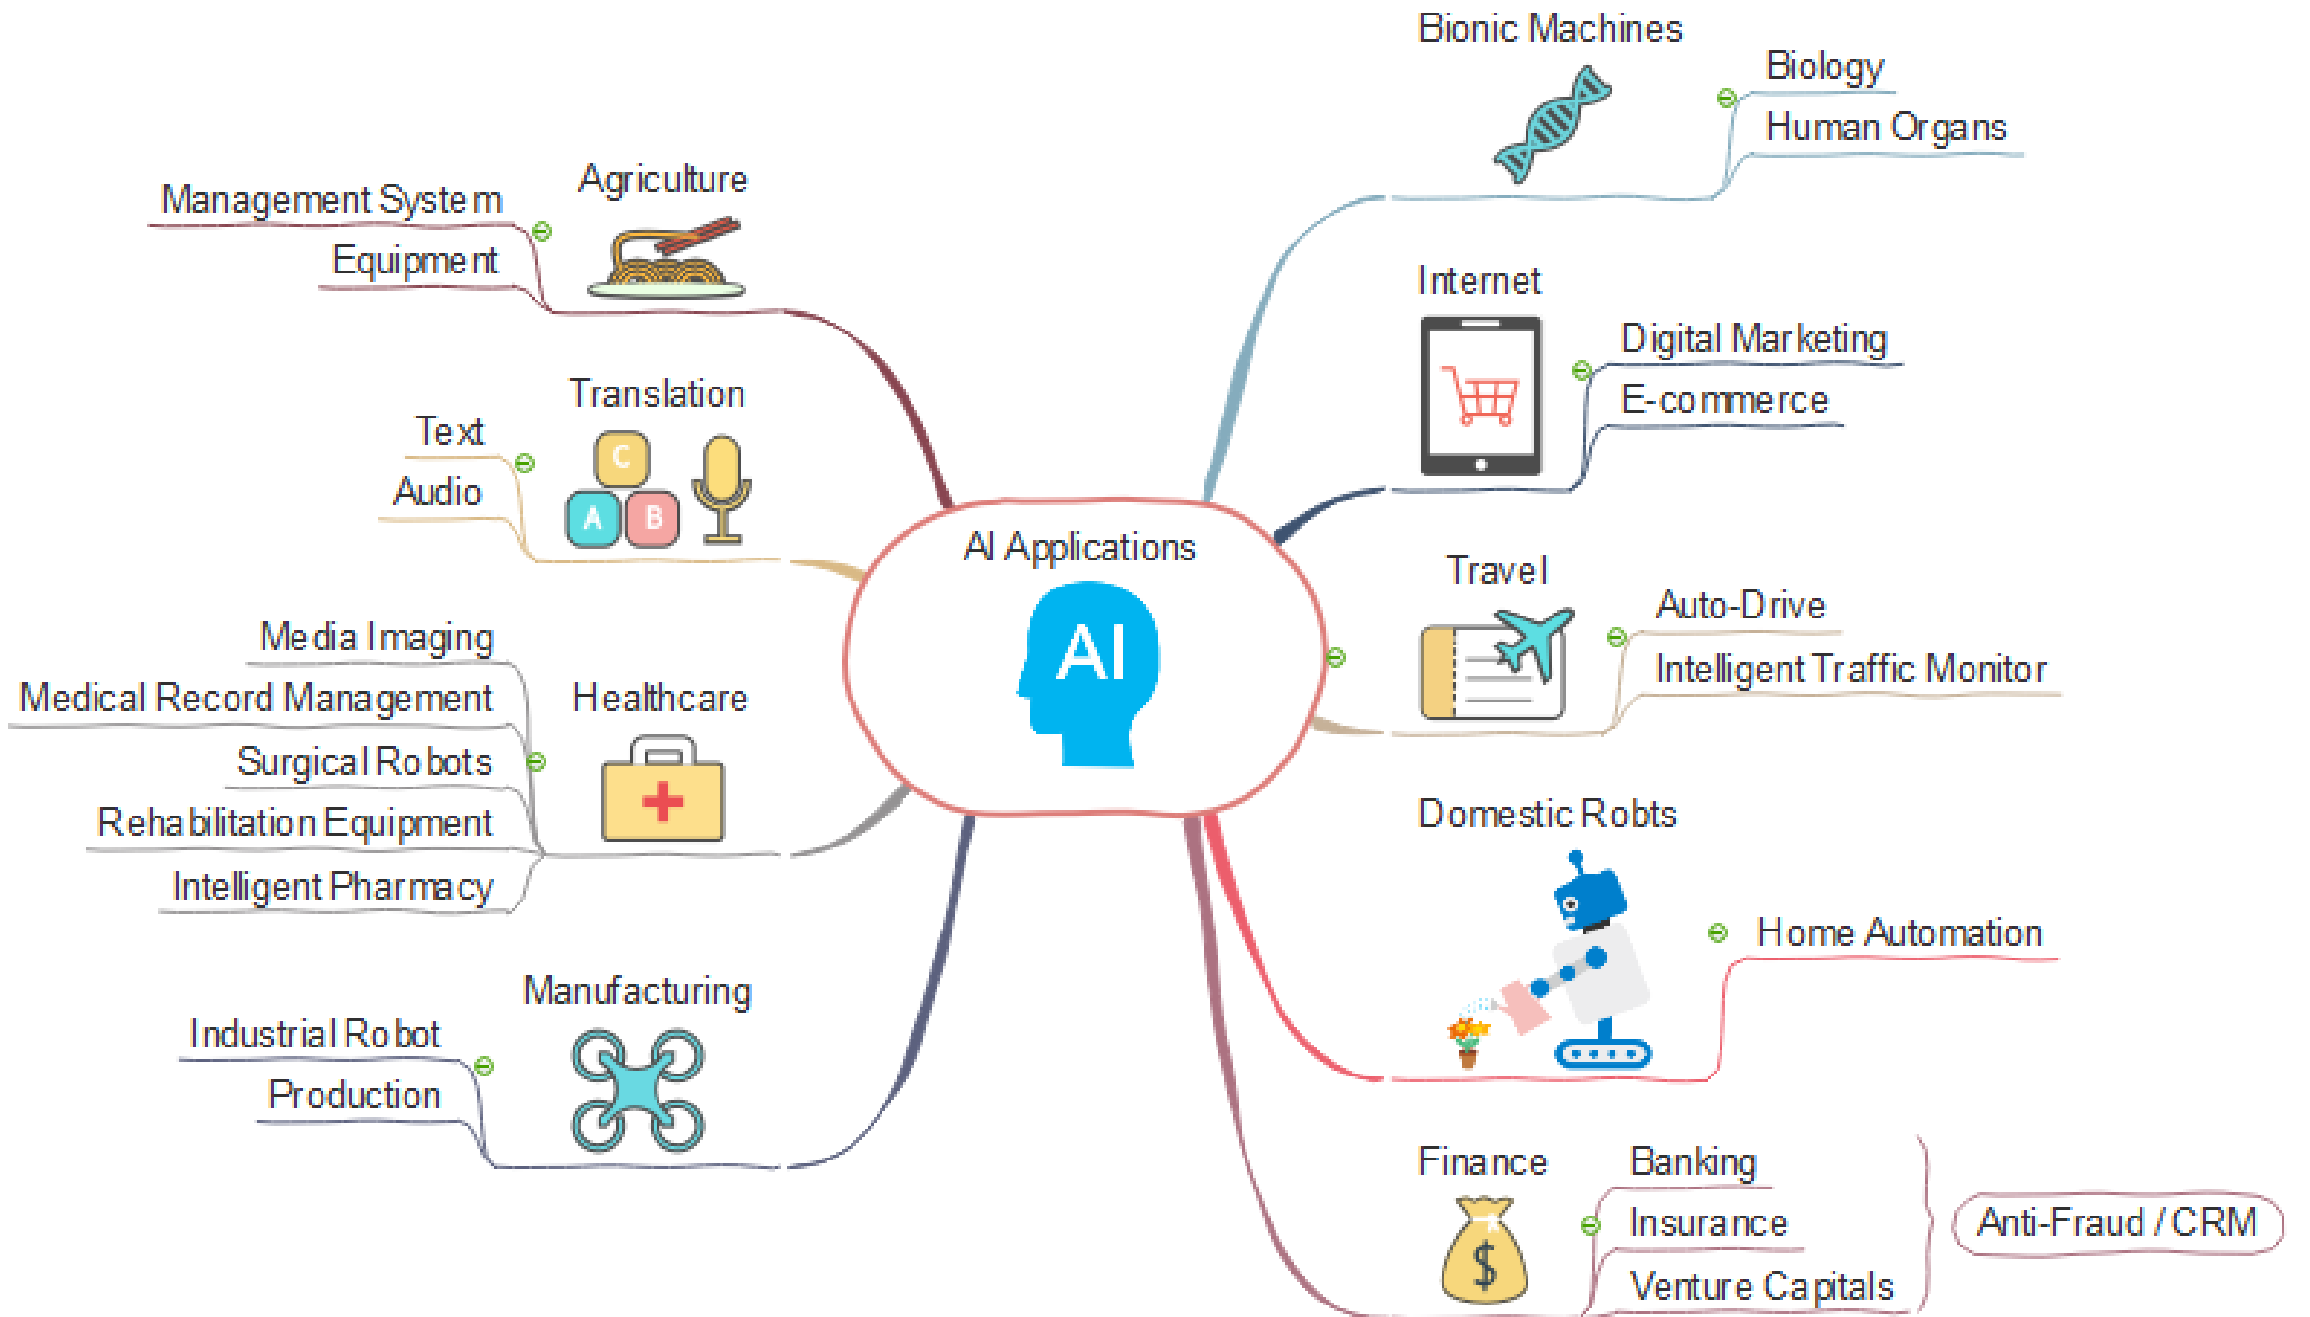 AI Applications
AI
Agriculture
Management System
Equipment
Translation
C
A
B
Text
Audio
Healthcare
Media Imaging
Medical Record Management
Surgical Robots
Rehabilitation Equipment
Intelligent Pharmacy
Manufacturing
Industrial Robot
Production
Bionic Machines
Biology
Human Organs
Internet
Digital Marketing
E-commerce
Travel
Auto-Drive
Intelligent Traffic Monitor
Domestic Robts
Home Automation
Finance
$
Banking
Insurance
Venture Capitals
Anti-Fraud / CRM